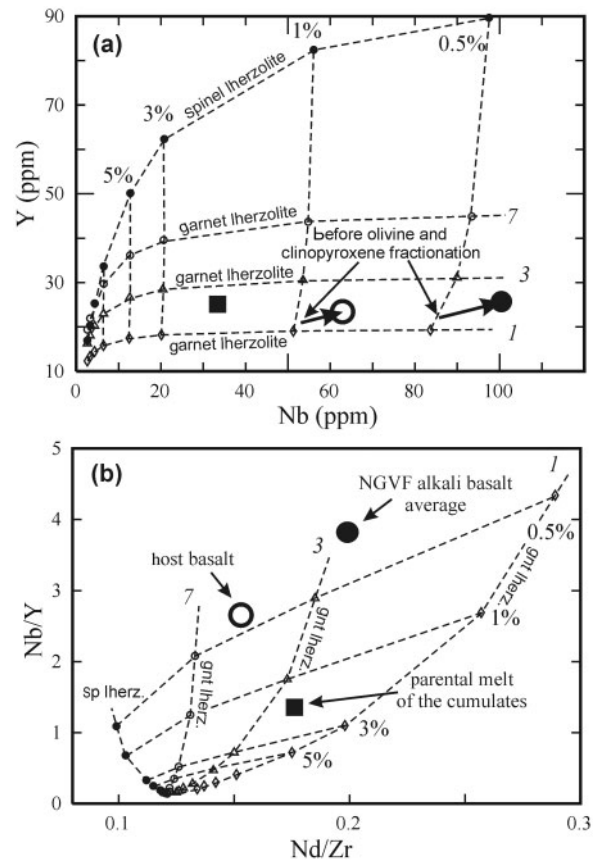 (a)
90
70
50
30
10
Y (ppm)
1%
0.5%
3%
5%
spinel lherzolite
garnet lherzolite
7
before olivine and
clinopyroxene fractionation
garnet lherzolite
3
garnet lherzolite
1
0 20 40 60 80 100
Nb (ppm)
(b)
5
4
3
2
1
0
Nb/Y
1
NGVF alkali basalt
average
0.5%
3
host basalt
7
gnt lherz.
gnt lherz.
gnt lherz.
1%
Sp lherz.
parental melt
of the cumulates
3%
5%
0.1 0.2 0.3
Nd/Zr